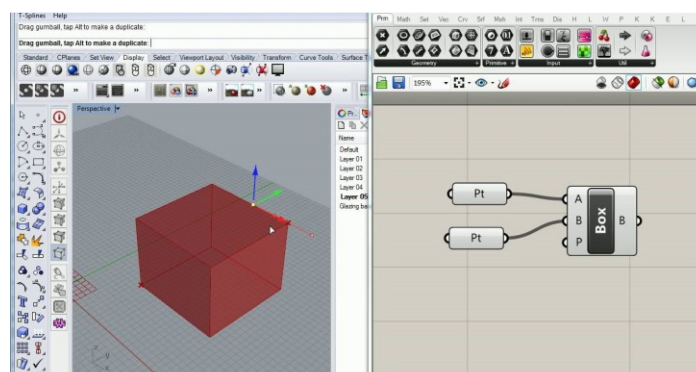 T-Splines Help
Drag gumball, tap Alt to make a duplicate:
Drag gumball, tap Alt to make a duplicate:
Standard CPlanes Set View Display Select Viewport Layout Visibility Transform Curve Tools Surface T
Perspective
Name
Default
Layer 01
Layer 02
Layer 03
Layer 04
Layer 05
Glazing ba
z
y
x
Prm Math Set Vec Crv Srf Msh Int Trns Dis H L W P K K E L
Geometry Primitive Input Util
195%
Pt
Pt
A
B
P
Box
B